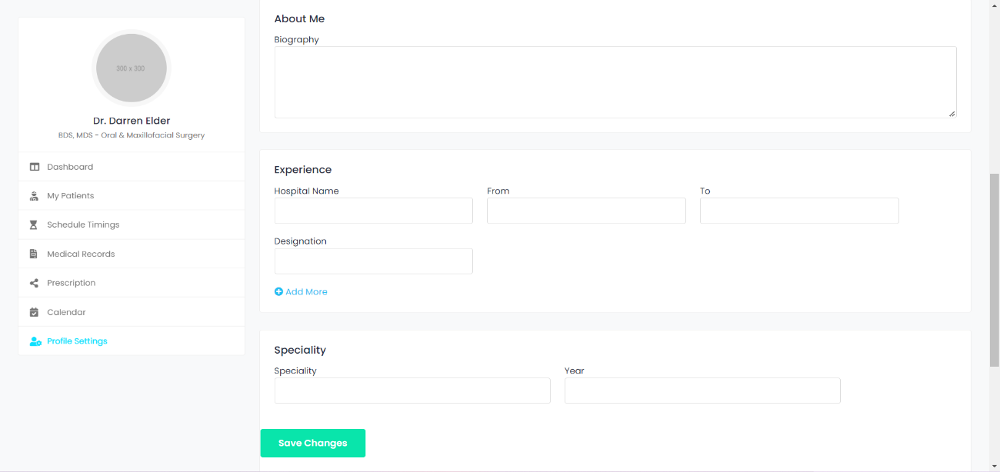 300 x 300
Dr. Darren Elder
BDS, MDS - Oral & Maxillofacial Surgery
Dashboard
My Patients
Schedule Timings
Medical Records
Prescription
Calendar
Profile Settings
About Me
Biography
Experience
Hospital Name From To
Designation
Add More
Speciality
Speciality Year
Save Changes